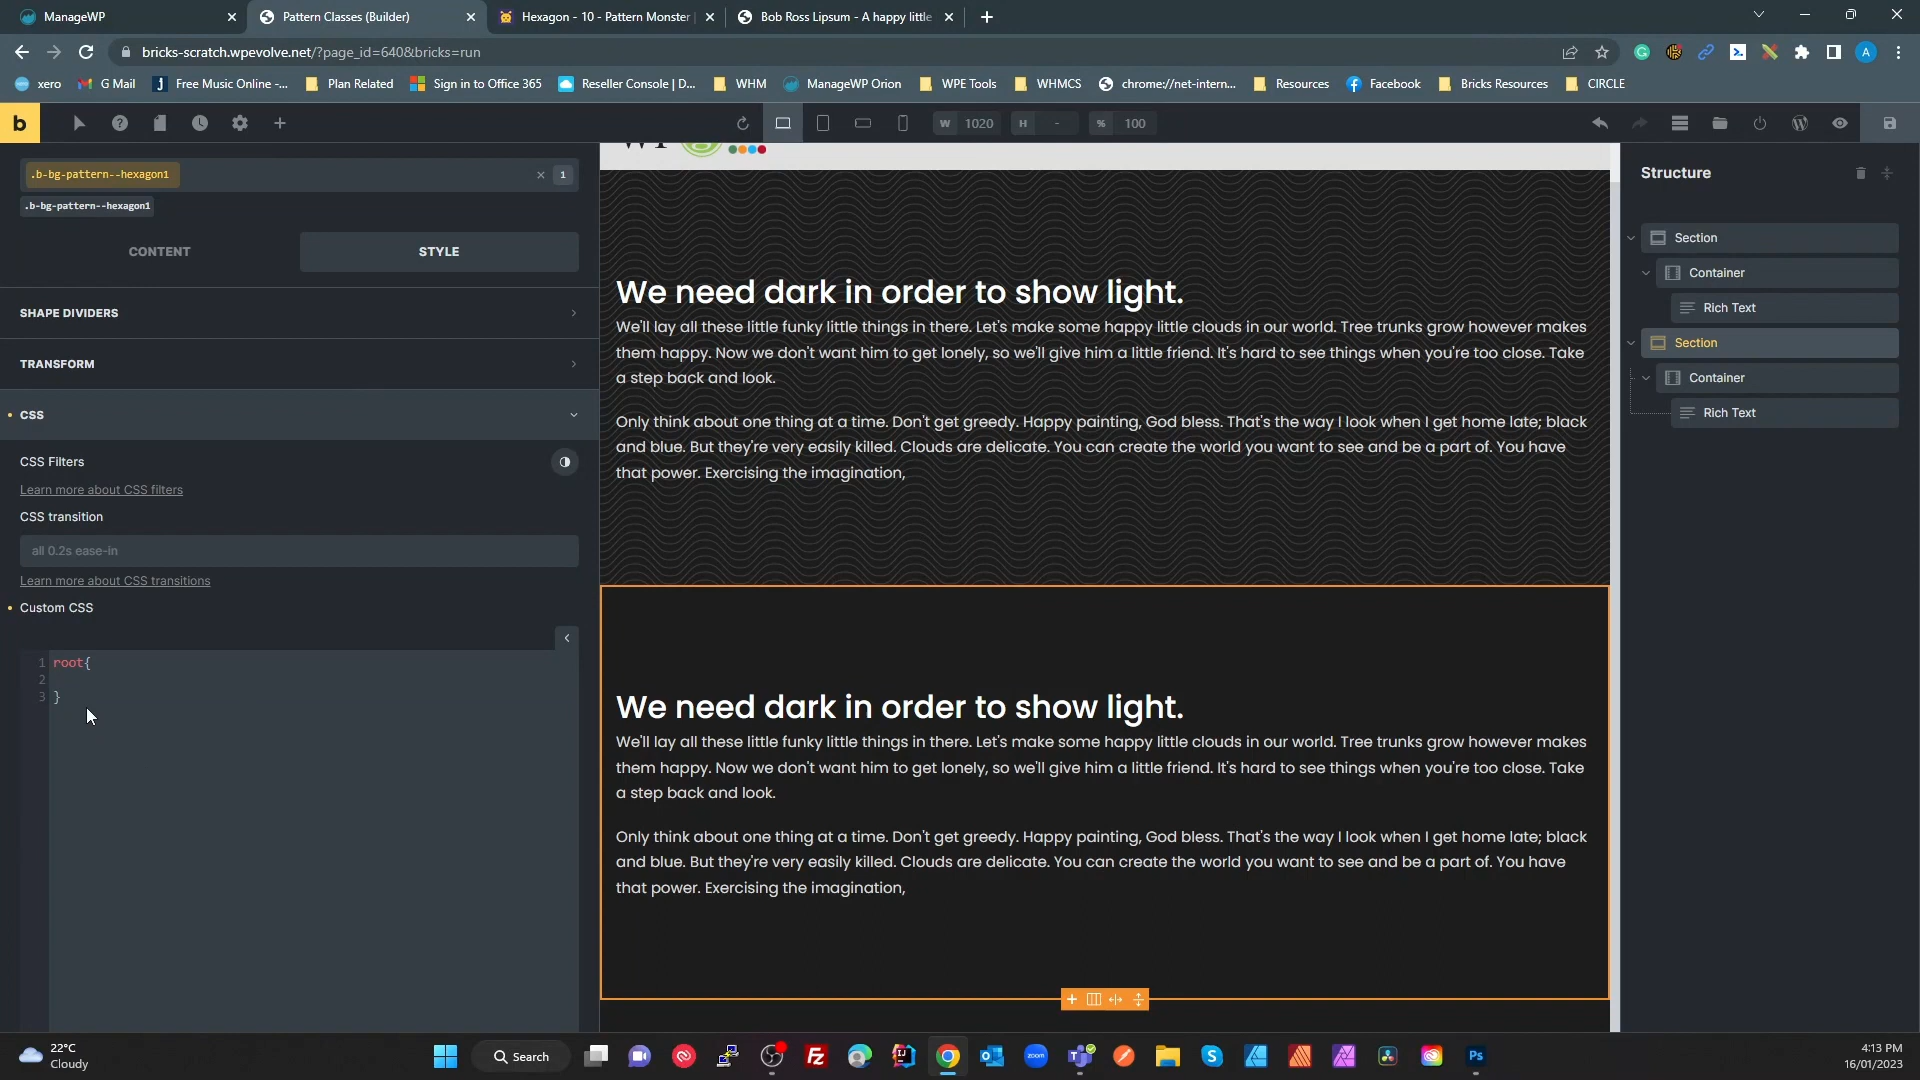 ManageWP
Pattern Classes (Builder)
Hexagon - 10 - Pattern Monster
Bob Ross Lipsum - A happy little
bricks-scratch.wpevolve.net/?page_id=640&bricks=run
A
xero
G Mail
Free Music Online -...
Plan Related
Sign in to Office 365
Reseller Console | D...
WHM
ManageWP Orion
WPE Tools
WHMCS
chrome://net-intern...
Resources
Facebook
Bricks Resources
CIRCLE
b
W 1020
H -
% 100
.b-bg-pattern--hexagon1
1
.b-bg-pattern--hexagon1
CONTENT
STYLE
SHAPE DIVIDERS
TRANSFORM
CSS
CSS Filters
Learn more about CSS filters
CSS transition
all 0.2s ease-in
Learn more about CSS transitions
Custom CSS
1 root{
2
3 }
We need dark in order to show light.
We'll lay all these little funky little things in there. Let's make some happy little clouds in our world. Tree trunks grow however makes
them happy. Now we don't want him to get lonely, so we'll give him a little friend. It's hard to see things when you're too close. Take
a step back and look.
Only think about one thing at a time. Don't get greedy. Happy painting, God bless. That's the way I look when I get home late; black
and blue. But they're very easily killed. Clouds are delicate. You can create the world you want to see and be a part of. You have
that power. Exercising the imagination,
We need dark in order to show light.
We'll lay all these little funky little things in there. Let's make some happy little clouds in our world. Tree trunks grow however makes
them happy. Now we don't want him to get lonely, so we'll give him a little friend. It's hard to see things when you're too close. Take
a step back and look.
Only think about one thing at a time. Don't get greedy. Happy painting, God bless. That's the way I look when I get home late; black
and blue. But they're very easily killed. Clouds are delicate. You can create the world you want to see and be a part of. You have
that power. Exercising the imagination,
Structure
Section
Container
Rich Text
Section
Container
Rich Text
22°C
Cloudy
Search
zoom
Ps
4:13 PM
16/01/2023